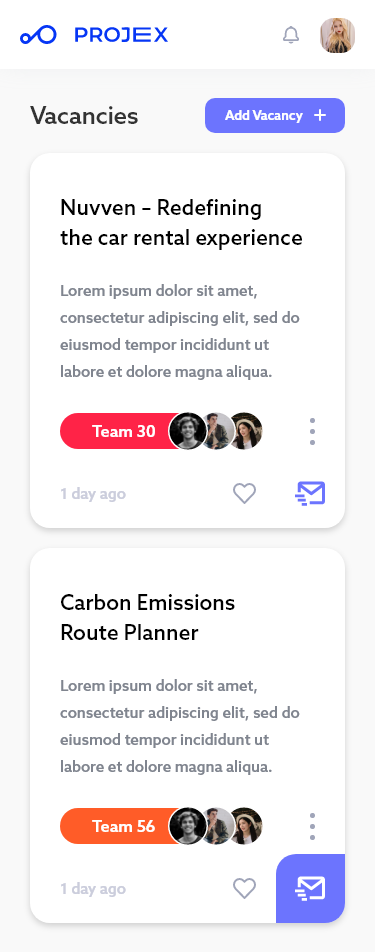 PROJEX
Vacancies
Add Vacancy
Nuvven – Redefining
the car rental experience
Lorem ipsum dolor sit amet,
consectetur adipiscing elit, sed do
eiusmod tempor incididunt ut
labore et dolore magna aliqua.
Team 30
1 day ago
Carbon Emissions
Route Planner
Lorem ipsum dolor sit amet,
consectetur adipiscing elit, sed do
eiusmod tempor incididunt ut
labore et dolore magna aliqua.
Team 56
1 day ago